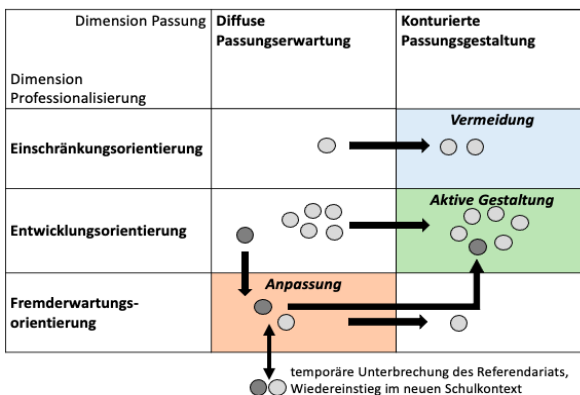 Dimension Passung
Diffuse
Passungserwartung
Konturierte
Passungsgestaltung
Dimension
Professionalisierung
Einschränkungsorientierung
Vermeidung
Entwicklungsorientierung
Aktive Gestaltung
Fremderwartungs-
orientierung
Anpassung
temporäre Unterbrechung des Referendariats,
Wiedereinstieg im neuen Schulkontext